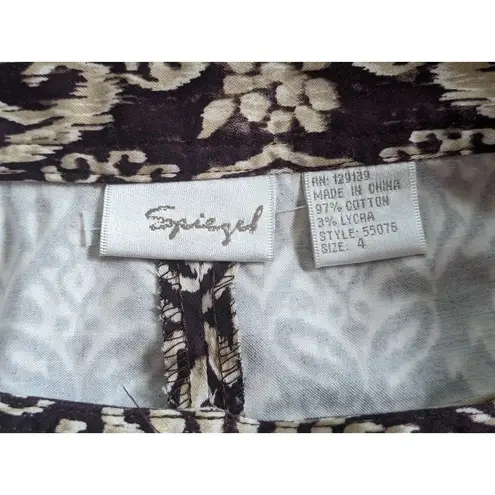 Spiegel
RN: 129139
MADE IN CHINA
97% COTTON
3% LYCRA
STYLE: 55076
SIZE: 4